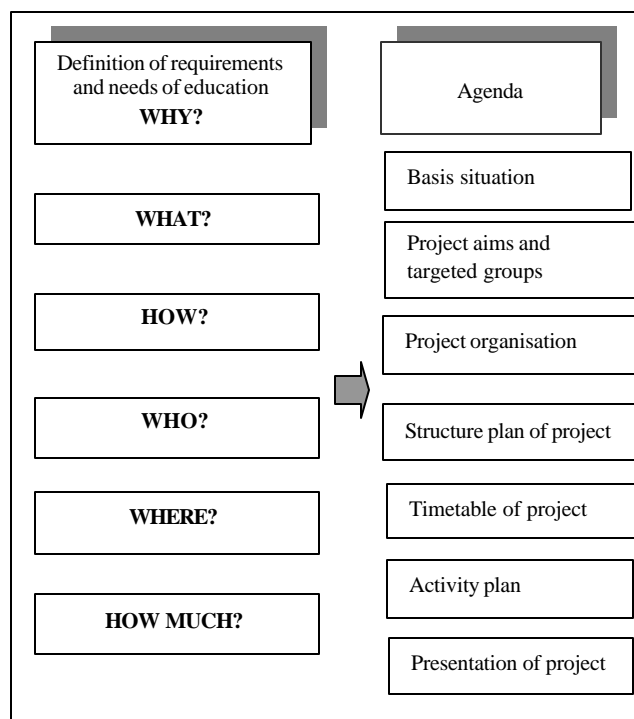 Definition of requirements
and needs of education
WHY?
WHAT?
HOW?
WHO?
WHERE?
HOW MUCH?
Agenda
Basis situation
Project aims and
targeted groups
Project organisation
Structure plan of project
Timetable of project
Activity plan
Presentation of project